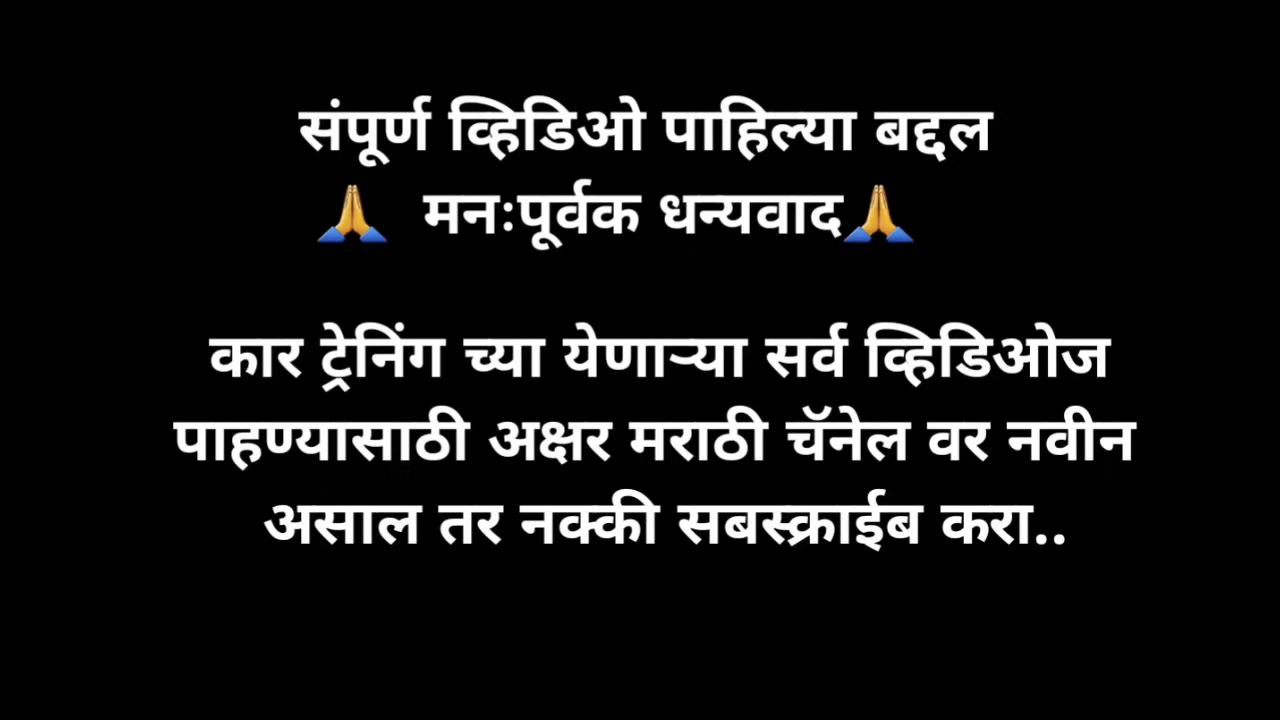 संपूर्ण व्हिडिओ पाहिल्या बद्दल
🙏 मनःपूर्वक धन्यवाद🙏
कार ट्रेनिंग च्या येणाऱ्या सर्व व्हिडिओज
पाहण्यासाठी अक्षर मराठी चॅनेल वर नवीन
असाल तर नक्की सबस्क्राईब करा..